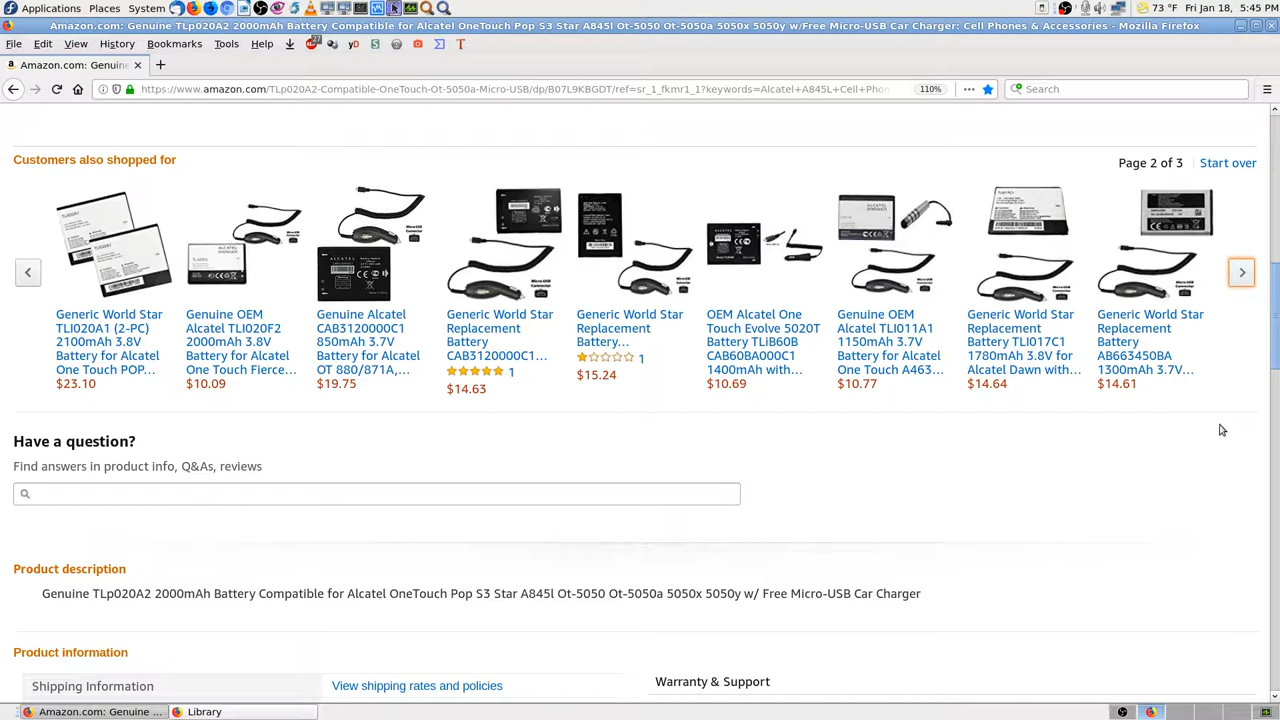 Applications Places System 73 °F Fri Jan 18, 5:45 PM
Amazon.com: Genuine TLp020A2 2000mAh Battery Compatible for Alcatel OneTouch Pop S3 Star A845l Ot-5050 Ot-5050a 5050x 5050y w/Free Micro-USB Car Charger: Cell Phones & Accessories - Mozilla Firefox
File Edit View History Bookmarks Tools Help
Amazon.com: Genuine
https://www.amazon.com/TLp020A2-Compatible-OneTouch-Ot-5050a-Micro-USB/dp/B07L9KBGDT/ref=sr_1_fkmr1_1?keywords=Alcatel+A845L+Cell+Phon 110% Search
Customers also shopped for
Page 2 of 3 Start over
Generic World Star
TLI020A1 (2-PC)
2100mAh 3.8V
Battery for Alcatel
One Touch POP...
$23.10
Genuine OEM
Alcatel TLI020F2
2000mAh 3.8V
Battery for Alcatel
One Touch Fierce...
$10.09
Genuine Alcatel
CAB3120000C1
850mAh 3.7V
Battery for Alcatel
OT 880/871A,...
$19.75
Generic World Star
Replacement
Battery
CAB3120000C1...
1
$14.63
Generic World Star
Replacement
Battery...
1
$15.24
OEM Alcatel One
Touch Evolve 5020T
Battery TLiB60B
CAB60BA000C1
1400mAh with...
$10.69
Genuine OEM
Alcatel TLI011A1
1150mAh 3.7V
Battery for Alcatel
One Touch A463...
$10.77
Generic World Star
Replacement
Battery TLI017C1
1780mAh 3.8V for
Alcatel Dawn with...
$14.64
Generic World Star
Replacement
Battery
AB663450BA
1300mAh 3.7V...
$14.61
Have a question?
Find answers in product info, Q&As, reviews
Product description
Genuine TLp020A2 2000mAh Battery Compatible for Alcatel OneTouch Pop S3 Star A845l Ot-5050 Ot-5050a 5050x 5050y w/ Free Micro-USB Car Charger
Product information
Shipping Information View shipping rates and policies
Warranty & Support
Amazon.com: Genuine ... Library